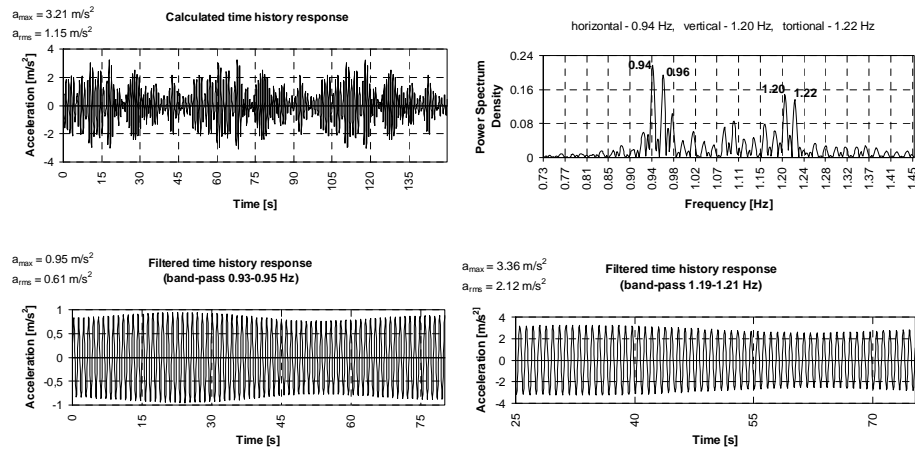 a_max = 3.21 m/s²
a_rms = 1.15 m/s²
Calculated time history response
Acceleration [m/s²]
4
2
0
-2
-4
0 15 30 45 60 75 90 105 120 135
Time [s]
horizontal - 0.94 Hz, vertical - 1.20 Hz, tortional - 1.22 Hz
Power Spectrum
Density
0.24
0.16
0.08
0
0.94
0.96
1.20
1.22
0.73 0.77 0.81 0.85 0.90 0.94 0.98 1.02 1.07 1.11 1.15 1.20 1.24 1.28 1.32 1.37 1.41 1.45
Frequency [Hz]
a_max = 0.95 m/s²
a_rms = 0.61 m/s²
Filtered time history response
(band-pass 0.93-0.95 Hz)
Acceleration [m/s²]
1
0,5
0
-0,5
-1
0 15 30 45 60 75
Time [s]
a_max = 3.36 m/s²
a_rms = 2.12 m/s²
Filtered time history response
(band-pass 1.19-1.21 Hz)
Acceleration [m/s²]
4
2
0
-2
-4
25 40 55 70
Time [s]